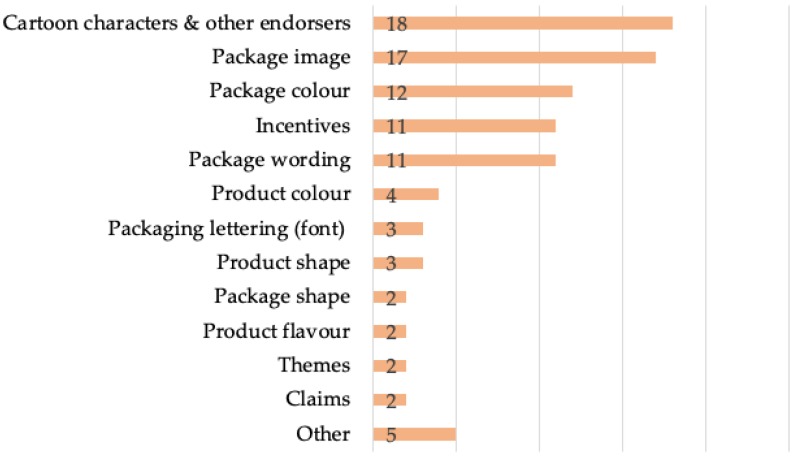 Cartoon characters & other endorsers 18
Package image 17
Package colour 12
Incentives 11
Package wording 11
Product colour 4
Packaging lettering (font) 3
Product shape 3
Package shape 2
Product flavour 2
Themes 2
Claims 2
Other 5